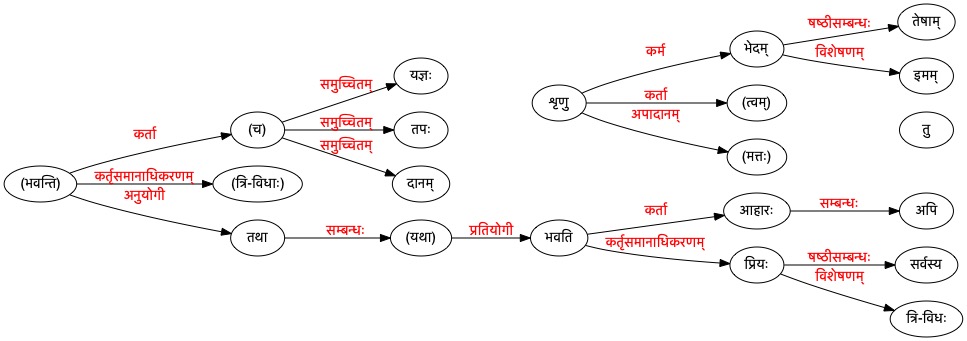 षष्ठीसम्बन्धः
तेषाम्
कर्म
भेदम्
विशेषणम्
इमम्
यज्ञः
समुच्चितम्
शृणु
कर्ता
(त्वम्)
अपादानम्
(मत्तः)
तु
कर्ता
(च)
समुच्चितम्
तपः
समुच्चितम्
दानम्
(भवन्ति)
कर्तृसमानाधिकरणम्
(त्रि-विधाः)
अनुयोगी
तथा
सम्बन्धः
(यथा)
प्रतियोगी
भवति
कर्ता
आहारः
सम्बन्धः
अपि
कर्तृसमानाधिकरणम्
प्रियः
षष्ठीसम्बन्धः
सर्वस्य
विशेषणम्
त्रि-विधः